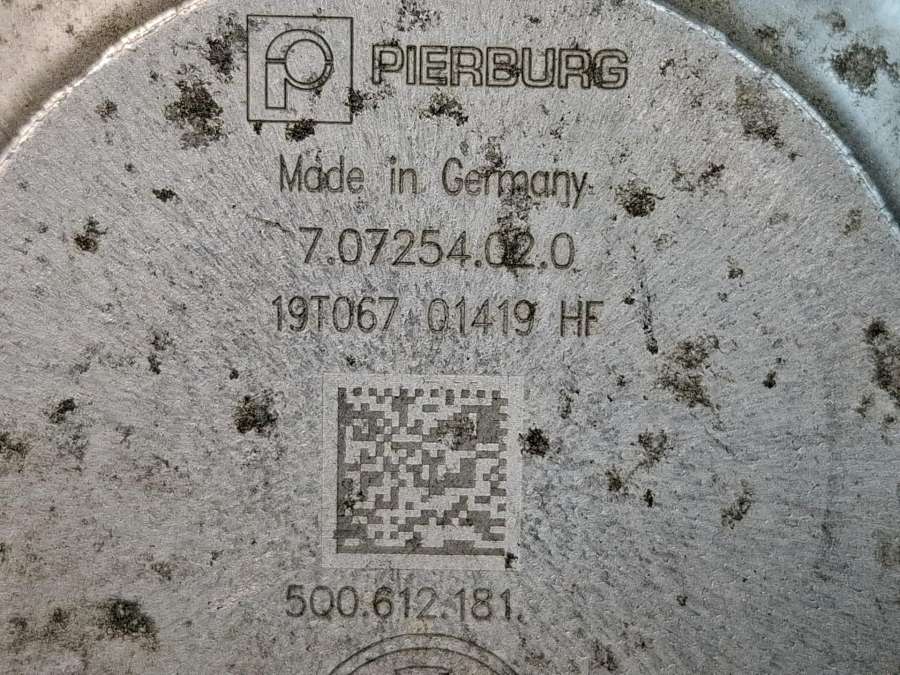 PIERBURG
Made in Germany
7.07254.02.0
19T067 01419 HF
5Q0.612.181.